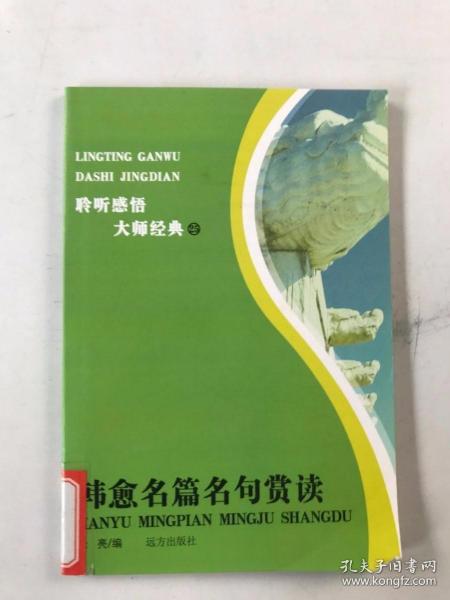 LINGTING GANWU
DASHI JINGDIAN
聆听感悟
大师经典
韩愈名篇名句赏读
HANYU MINGPIAN MINGJU SHANGDU
亮/编 远方出版社
孔夫子旧书网
book.kongfz.com